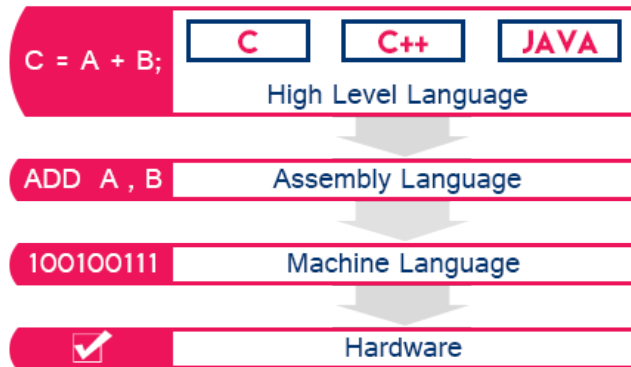 C = A + B;
C
C++
JAVA
High Level Language
ADD A , B
Assembly Language
100100111
Machine Language
Hardware